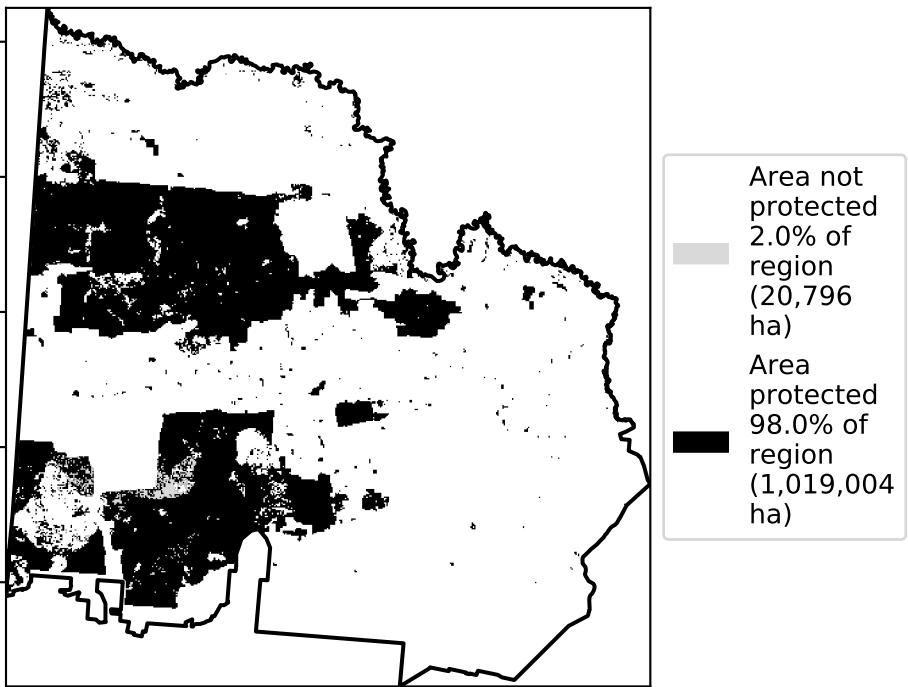 Area not
protected
2.0% of
region
(20,796
ha)
Area
protected
98.0% of
region
(1,019,004
ha)